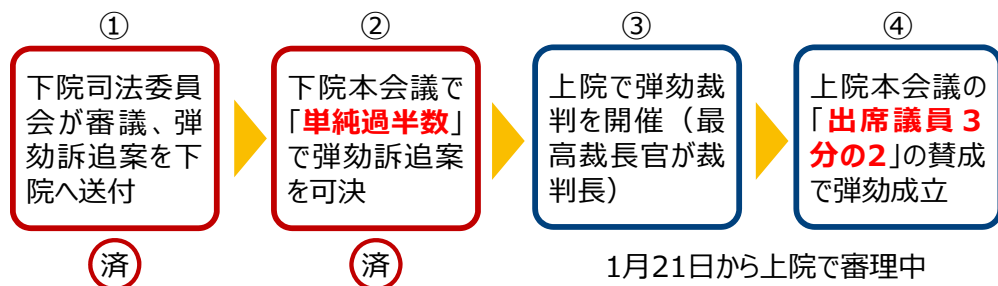 ①
下院司法委員
会が審議、弾
劾訴追案を下
院へ送付
済
②
下院本会議で
「単純過半数」
で弾劾訴追案
を可決
済
③
上院で弾劾裁
判を開催（最
高裁長官が裁
判長）
④
上院本会議の
「出席議員３
分の2」の賛成
で弾劾成立
1月21日から上院で審理中